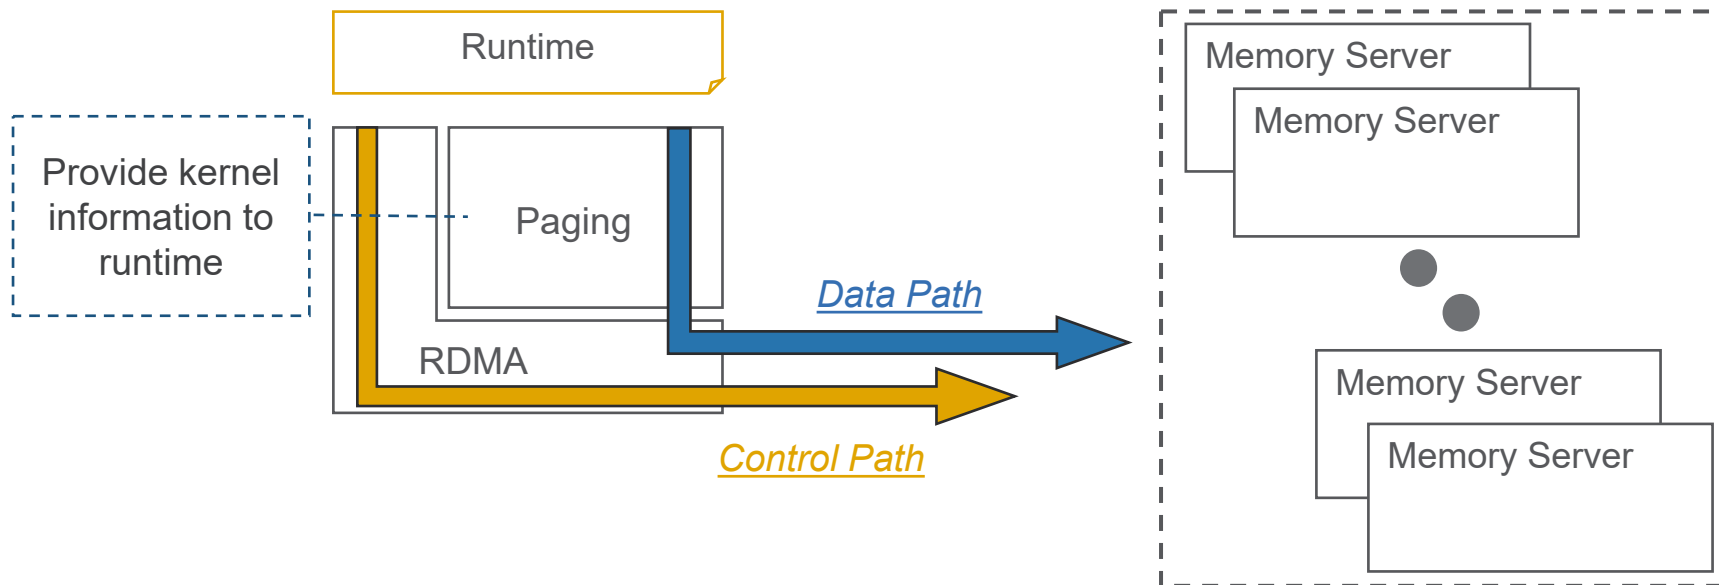 Runtime
Provide kernel
information to
runtime
Paging
RDMA
Data Path
Control Path
Memory Server
Memory Server
Memory Server
Memory Server